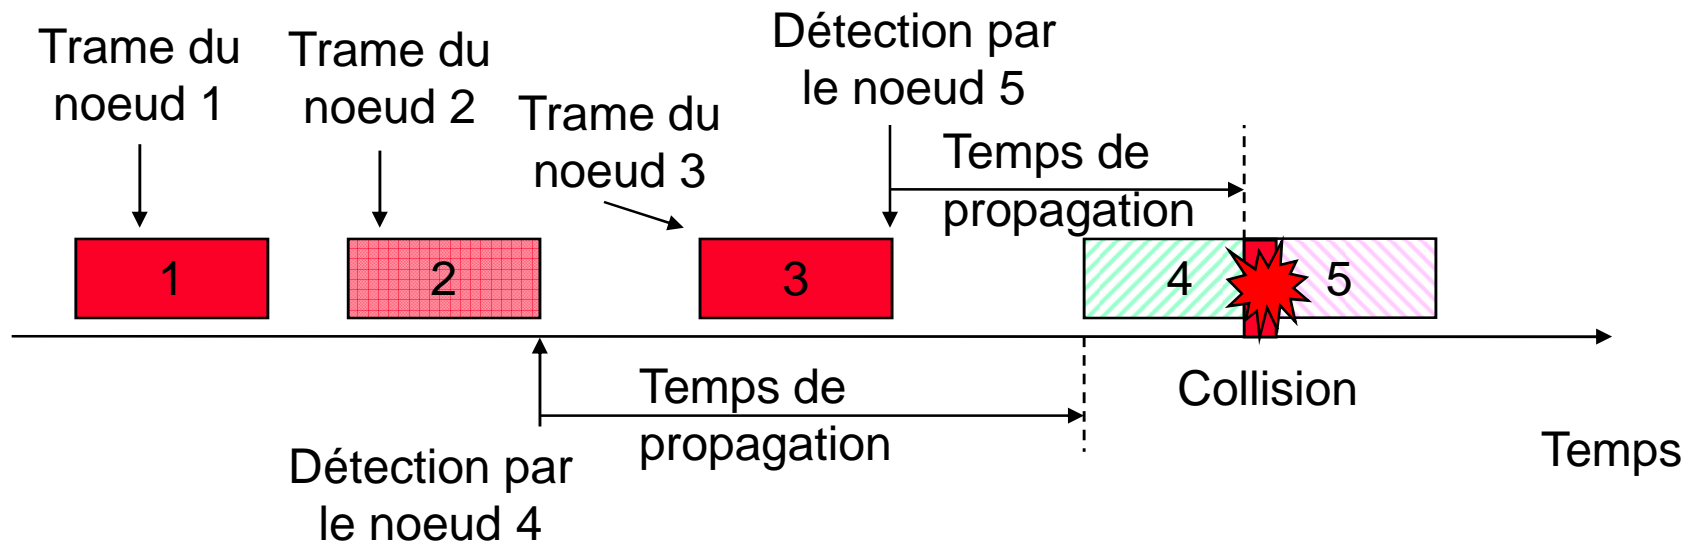 Trame du
noeud 1
Trame du
noeud 2
Trame du
noeud 3
Détection par
le noeud 5
Temps de
propagation
1
2
3
4
5
Temps de
propagation
Collision
Détection par
le noeud 4
Temps